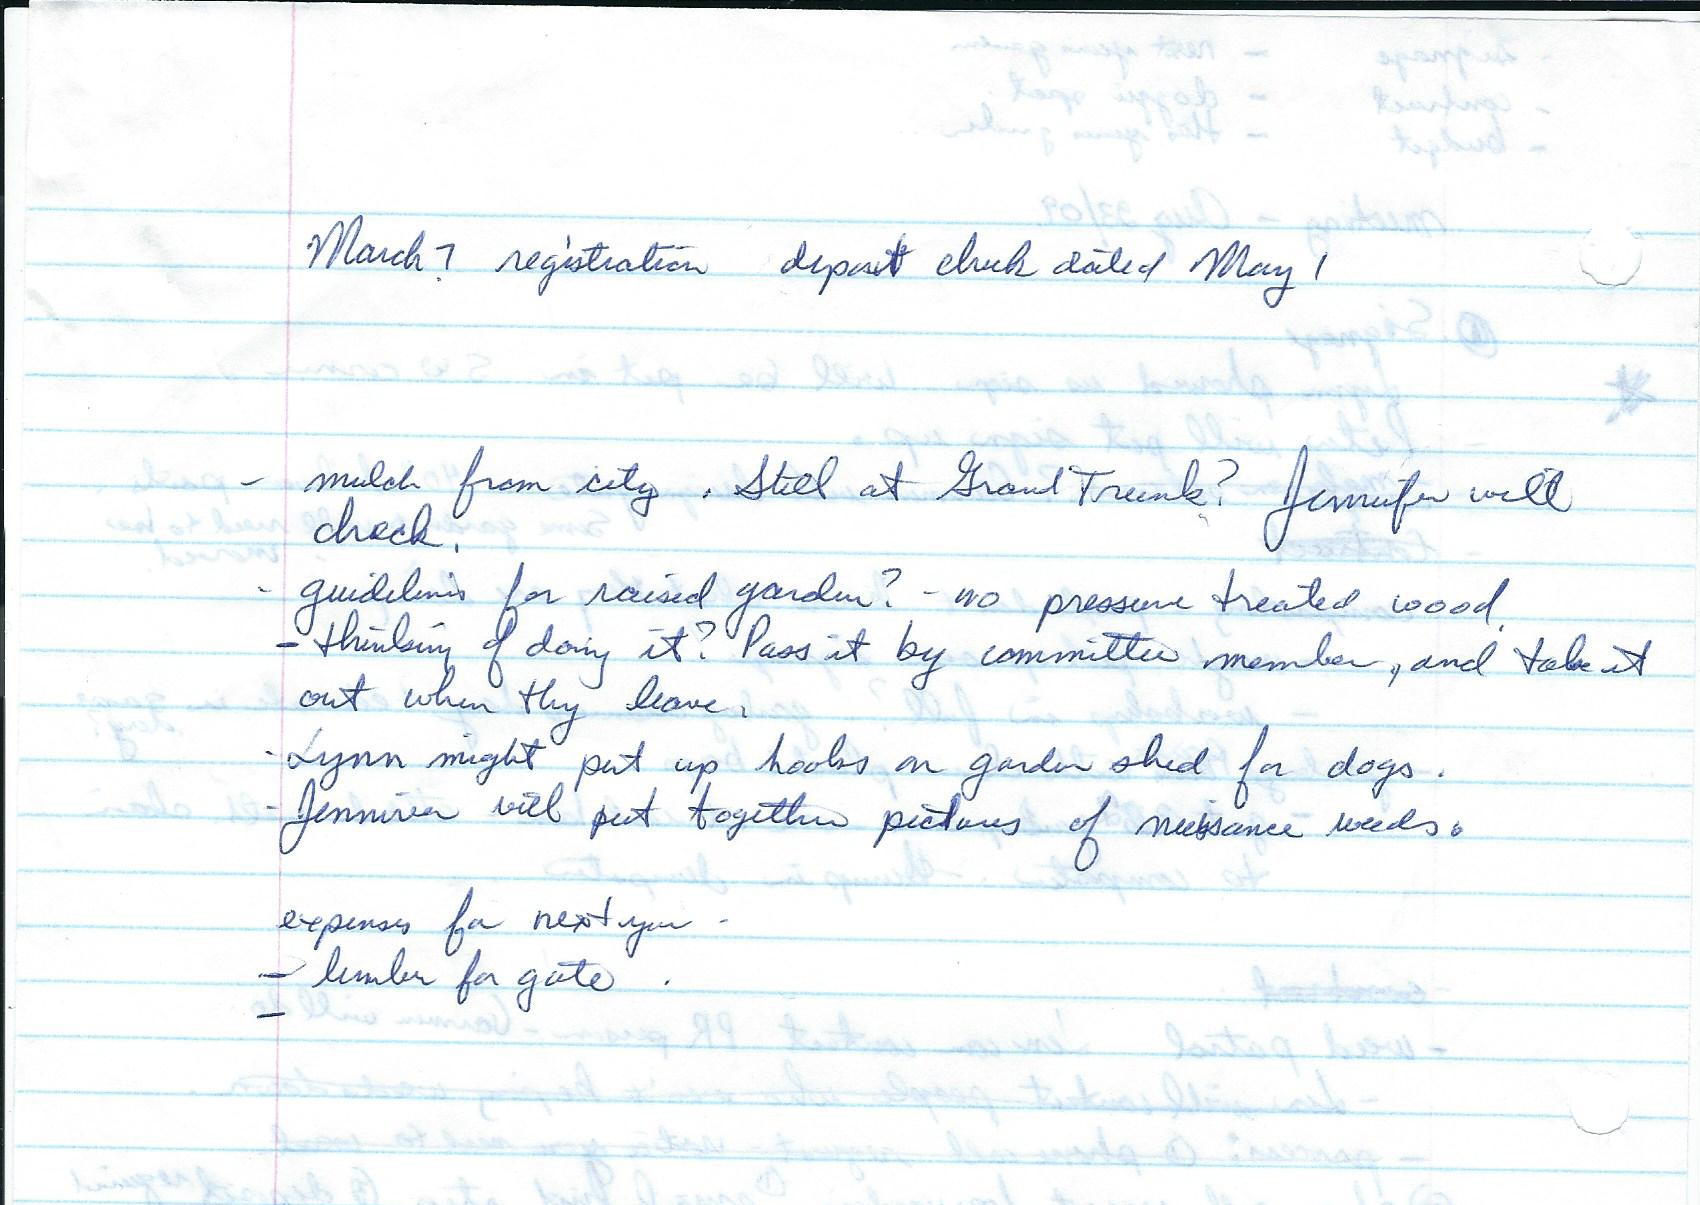 March? registration deposit check dated May 1
- mulch from city. Still at Grand Trunk? Jennifer will
check.
- guidelines for raised garden? - no pressure treated wood.
- thinking of doing it? Pass it by committee member, and take it
out when they leave.
- Lynn might put up hooks on garden shed for dogs.
- Jennifer will put together pictures of nuisance weeds.
expenses for next year -
- lumber for gate.
-